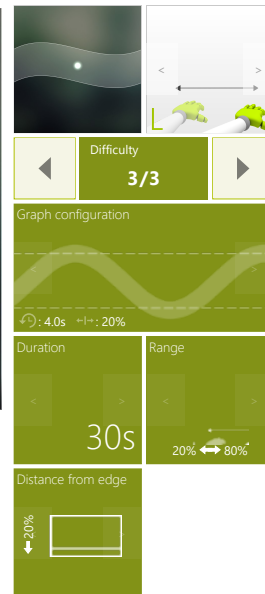 Difficulty
3/3
Graph configuration
: 4.0s : 20%
Duration
Range
30s
20% 80%
Distance from edge
20%